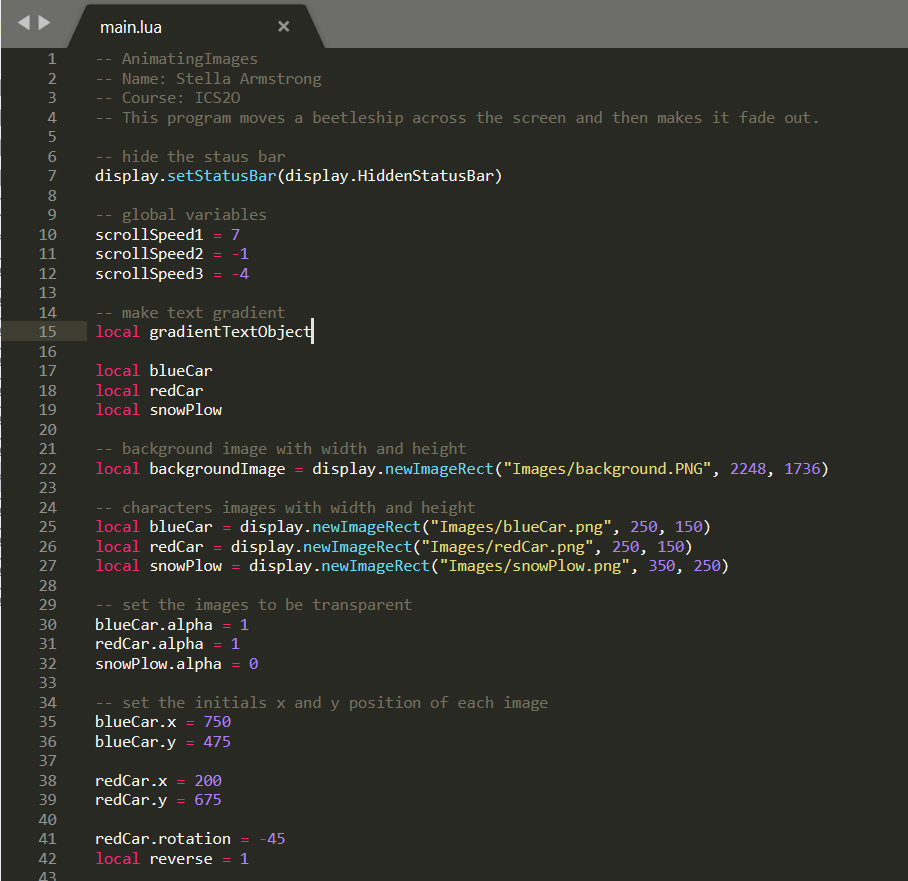 main.lua ×
1 -- AnimatingImages
2 -- Name: Stella Armstrong
3 -- Course: ICS2O
4 -- This program moves a beetleship across the screen and then makes it fade out.
5
6 -- hide the staus bar
7 display.setStatusBar(display.HiddenStatusBar)
8
9 -- global variables
10 scrollSpeed1 = 7
11 scrollSpeed2 = -1
12 scrollSpeed3 = -4
13
14 -- make text gradient
15 local gradientTextObject
16
17 local blueCar
18 local redCar
19 local snowPlow
20
21 -- background image with width and height
22 local backgroundImage = display.newImageRect("Images/background.PNG", 2248, 1736)
23
24 -- characters images with width and height
25 local blueCar = display.newImageRect("Images/blueCar.png", 250, 150)
26 local redCar = display.newImageRect("Images/redCar.png", 250, 150)
27 local snowPlow = display.newImageRect("Images/snowPlow.png", 350, 250)
28
29 -- set the images to be transparent
30 blueCar.alpha = 1
31 redCar.alpha = 1
32 snowPlow.alpha = 0
33
34 -- set the initials x and y position of each image
35 blueCar.x = 750
36 blueCar.y = 475
37
38 redCar.x = 200
39 redCar.y = 675
40
41 redCar.rotation = -45
42 local reverse = 1
43